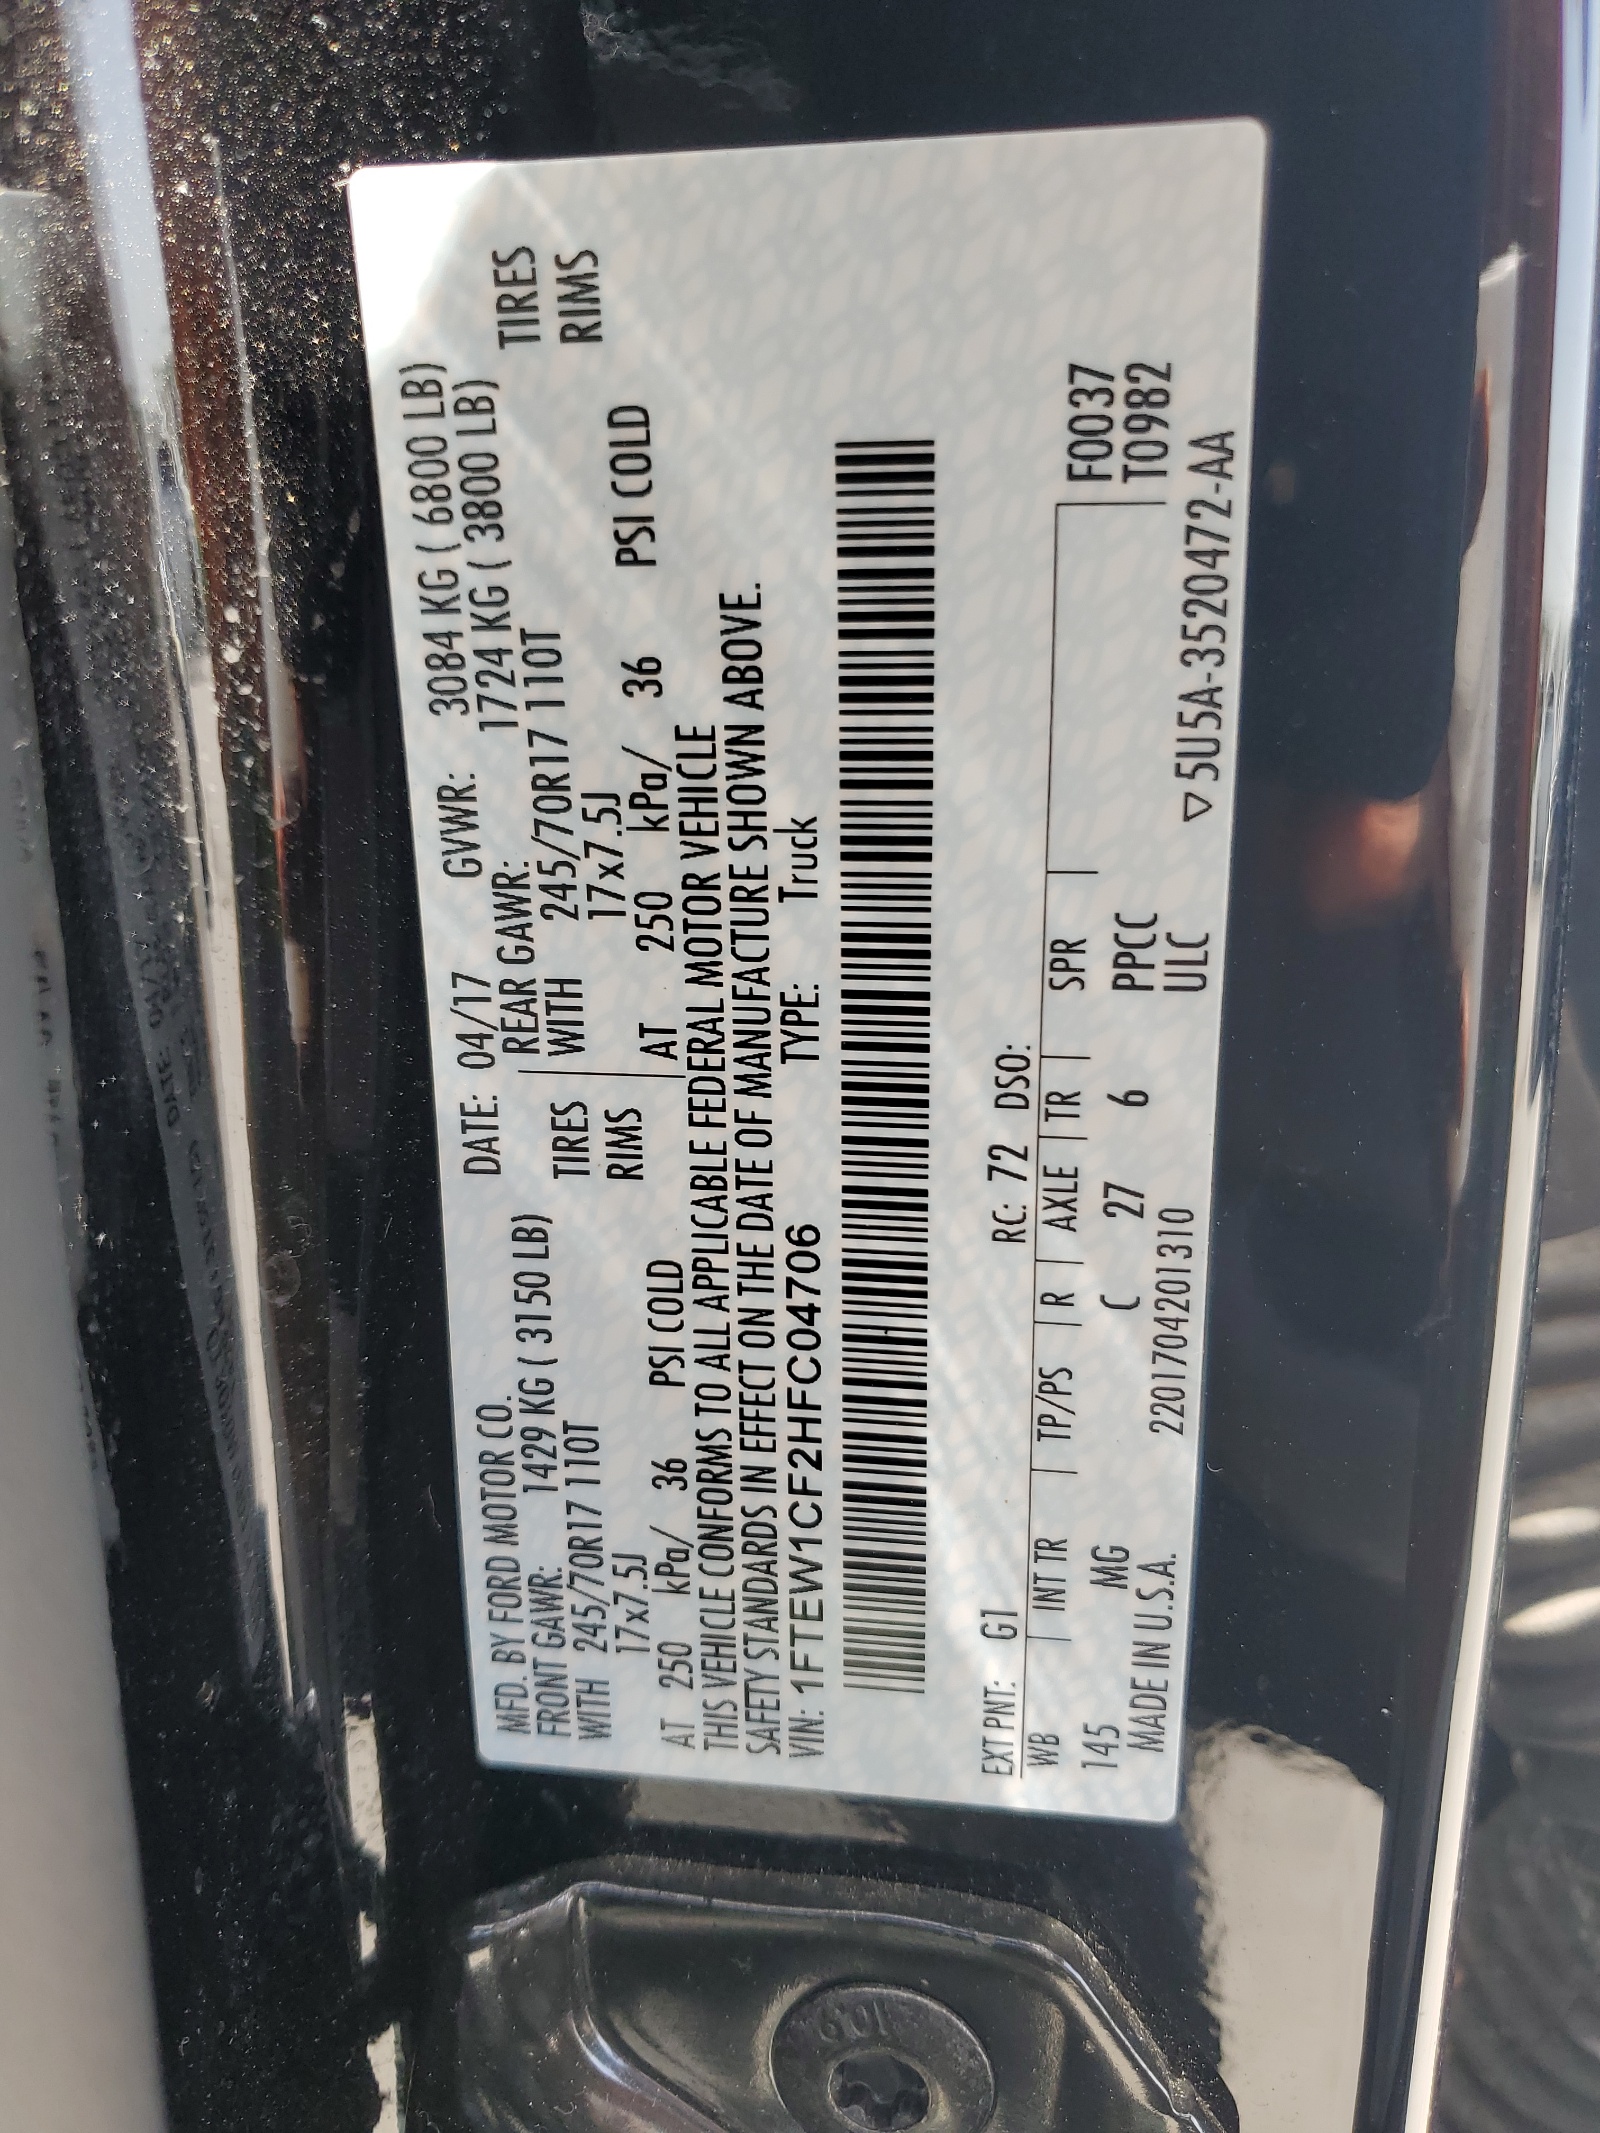 MFD. BY FORD MOTOR CO. DATE: 04/17 GVWR: 3084 KG ( 6800 LB)
FRONT GAWR: 1429 KG ( 3150 LB) REAR GAWR: 1724 KG ( 3800 LB)
WITH 245/70R17 110T TIRES WITH 245/70R17 110T TIRES
17x7.5J RIMS 17x7.5J RIMS
AT 250 kPa/ 36 PSI COLD AT 250 kPa/ 36 PSI COLD
THIS VEHICLE CONFORMS TO ALL APPLICABLE FEDERAL MOTOR VEHICLE
SAFETY STANDARDS IN EFFECT ON THE DATE OF MANUFACTURE SHOWN ABOVE.
VIN: 1FTEW1CF2HFC04706 TYPE: Truck
EXT PNT: G1 RC: 72 DSO:
WB | INT TR | TP/PS | R | AXLE | TR | SPR | F0037
145 MG C 27 6 PPCC T0982
MADE IN U.S.A. 2201704201310 ULC
▽ 5U5A-3520472-AA
10.9